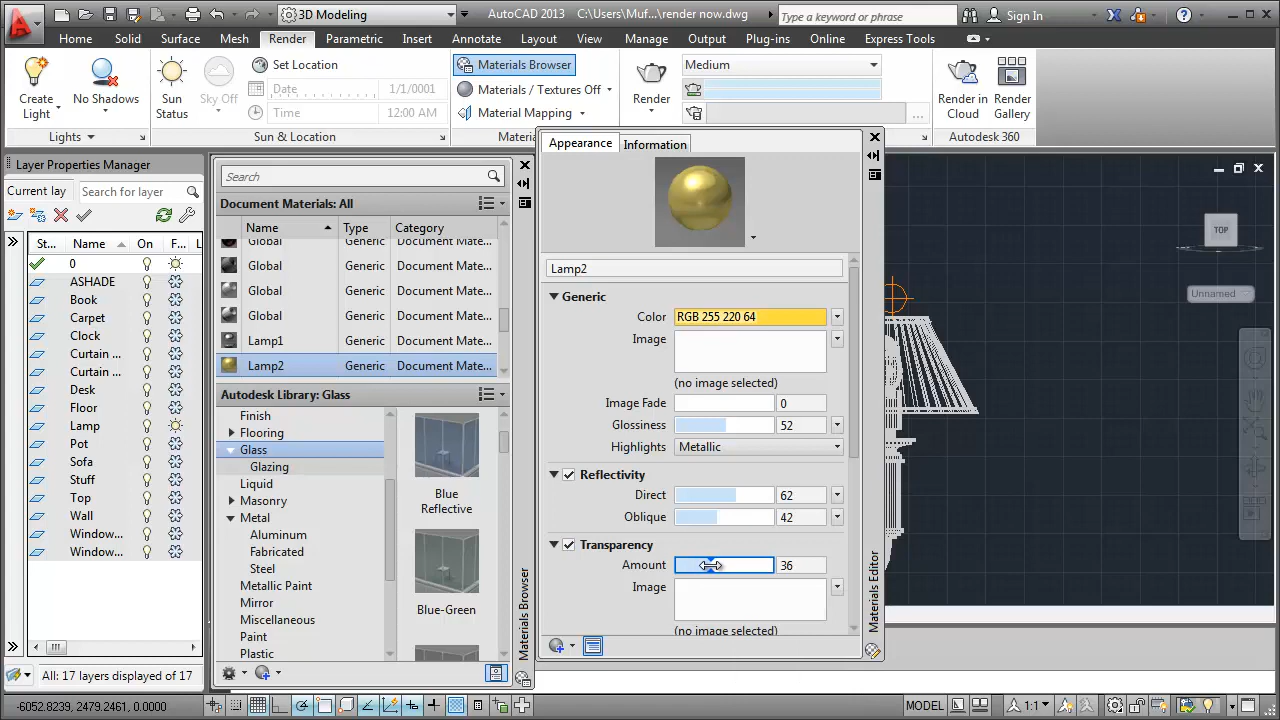 3D Modeling
AutoCAD 2013 C:\Users\Muf...\render now.dwg
Type a keyword or phrase
Sign In
Home Solid Surface Mesh Render Parametric Insert Annotate Layout View Manage Output Plug-ins Online Express Tools
Create Light
No Shadows
Lights
Sun Status
Sky Off
Set Location
Date 1/1/0001
Time 12:00 AM
Sun & Location
Materials Browser
Materials / Textures Off
Material Mapping
Mater
Render
Medium
Render in Cloud
Render Gallery
Autodesk 360
Layer Properties Manager
Current lay
Search for layer
St... Name On F... L
0
ASHADE
Book
Carpet
Clock
Curtain ...
Curtain ...
Desk
Floor
Lamp
Pot
Sofa
Stuff
Top
Wall
Window...
Window...
All: 17 layers displayed of 17
Search
Document Materials: All
Name Type Category
Global Generic Document Mate...
Global Generic Document Mate...
Global Generic Document Mate...
Global Generic Document Mate...
Lamp1 Generic Document Mate...
Lamp2 Generic Document Mate...
Autodesk Library: Glass
Finish
Flooring
Glass
Glazing
Liquid
Masonry
Metal
Aluminum
Fabricated
Steel
Metallic Paint
Mirror
Miscellaneous
Paint
Plastic
Blue Reflective
Blue-Green
Materials Browser
Appearance Information
Lamp2
Generic
Color RGB 255 220 64
Image
(no image selected)
Image Fade 0
Glossiness 52
Highlights Metallic
Reflectivity
Direct 62
Oblique 42
Transparency
Amount 36
Image
(no image selected)
Materials Editor
TOP
Unnamed
-6052.8239, 2479.2461, 0.0000
MODEL
1:1